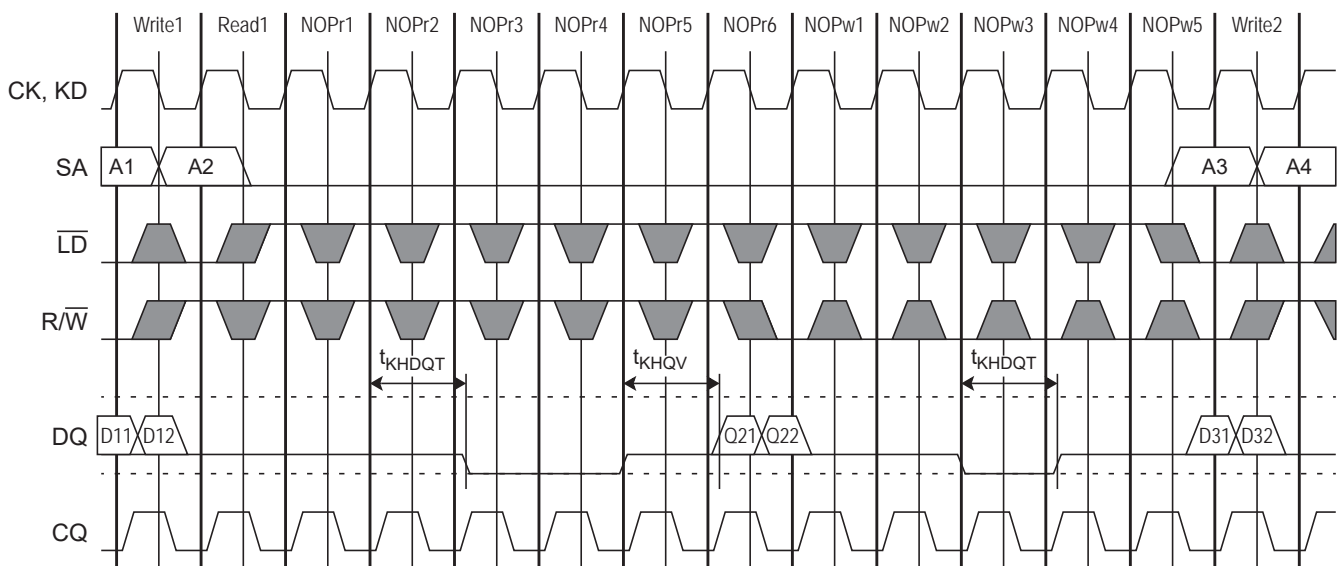 Write1 Read1 NOPr1 NOPr2 NOPr3 NOPr4 NOPr5 NOPr6 NOPw1 NOPw2 NOPw3 NOPw4 NOPw5 Write2
CK, KD
SA A1 A2 A3 A4
L̅D̅
R/W̅
tKHDQT tKHQV tKHDQT
DQ D11 D12 Q21 Q22 D31 D32
CQ